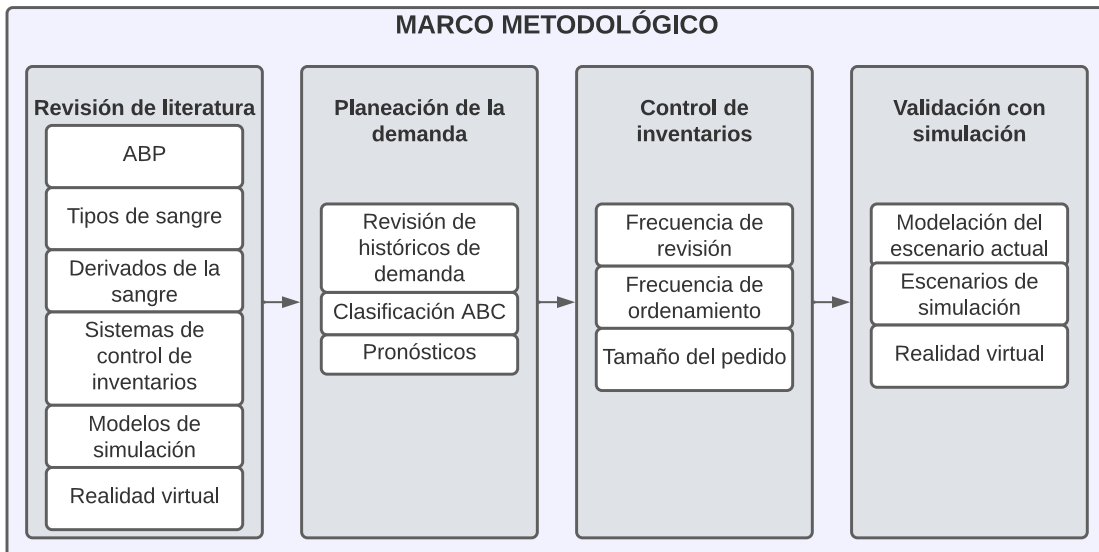 MARCO METODOLÓGICO
Revisión de literatura
ABP
Tipos de sangre
Derivados de la
sangre
Sistemas de
control de
inventarios
Modelos de
simulación
Realidad virtual
Planeación de la
demanda
Revisión de
históricos de
demanda
Clasificación ABC
Pronósticos
Control de
inventarios
Frecuencia de
revisión
Frecuencia de
ordenamiento
Tamaño del pedido
Validación con
simulación
Modelación del
escenario actual
Escenarios de
simulación
Realidad virtual